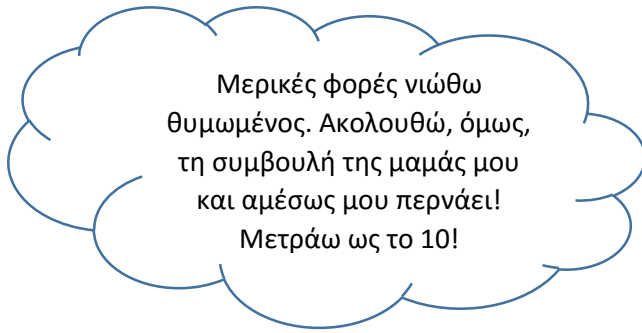 Μερικές φορές νιώθω
θυμωμένος. Ακολουθώ, όμως,
τη συμβουλή της μαμάς μου
και αμέσως μου περνάει!
Μετράω ως το 10!